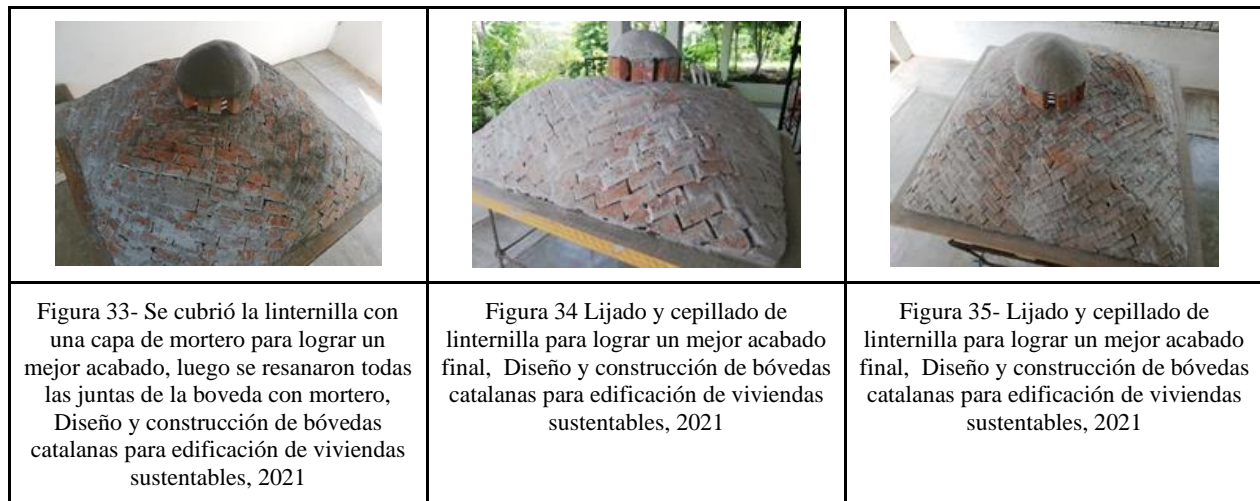 Figura 33- Se cubrió la linternilla con
una capa de mortero para lograr un
mejor acabado, luego se resanaron todas
las juntas de la boveda con mortero,
Diseño y construcción de bóvedas
catalanas para edificación de viviendas
sustentables, 2021
Figura 34 Lijado y cepillado de
linternilla para lograr un mejor acabado
final, Diseño y construcción de bóvedas
catalanas para edificación de viviendas
sustentables, 2021
Figura 35- Lijado y cepillado de
linternilla para lograr un mejor acabado
final, Diseño y construcción de bóvedas
catalanas para edificación de viviendas
sustentables, 2021